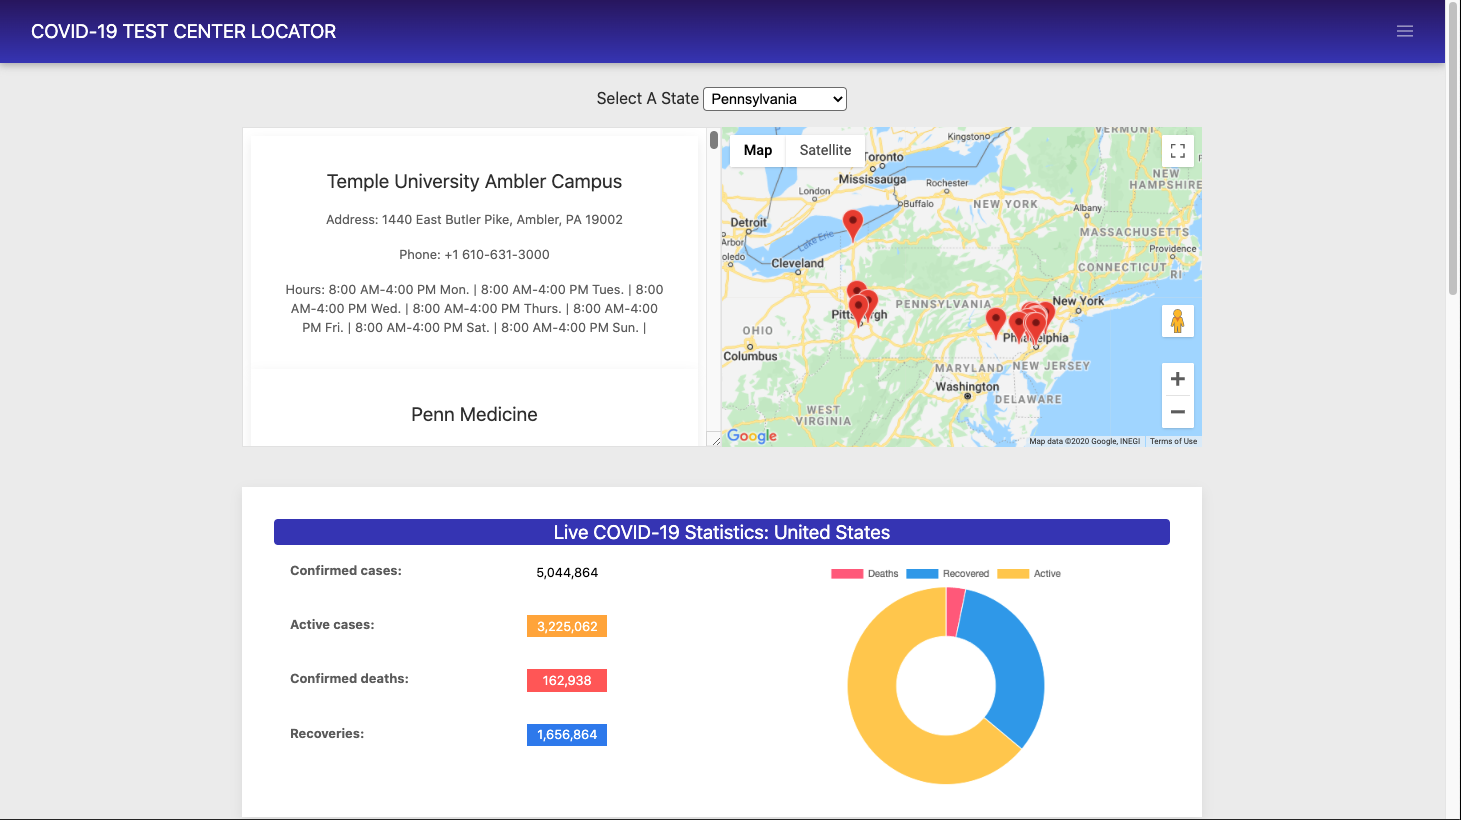 COVID-19 TEST CENTER LOCATOR
Select A State Pennsylvania
Temple University Ambler Campus
Address: 1440 East Butler Pike, Ambler, PA 19002
Phone: +1 610-631-3000
Hours: 8:00 AM-4:00 PM Mon. | 8:00 AM-4:00 PM Tues. | 8:00
AM-4:00 PM Wed. | 8:00 AM-4:00 PM Thurs. | 8:00 AM-4:00
PM Fri. | 8:00 AM-4:00 PM Sat. | 8:00 AM-4:00 PM Sun. |
Penn Medicine
Map Satellite
VERMONT
Kingston
Toronto
Mississauga
NEW
HAMPSHIRE
London
Rochester
Buffalo
NEW YORK
Albany
Detroit
MASSACHUSETTS
Arbor
Lake Erie
Providence
oledo
Cleveland
CONNECTICUT
RI
PENNSYLVANIA
New York
OHIO
Columbus
MARYLAND
NEW JERSEY
Washington
DELAWARE
WEST
VIRGINIA
Google
Map data ©2020 Google, INEGI
Terms of Use
Live COVID-19 Statistics: United States
Confirmed cases: 5,044,864
Active cases: 3,225,062
Confirmed deaths: 162,938
Recoveries: 1,656,864
Deaths Recovered Active